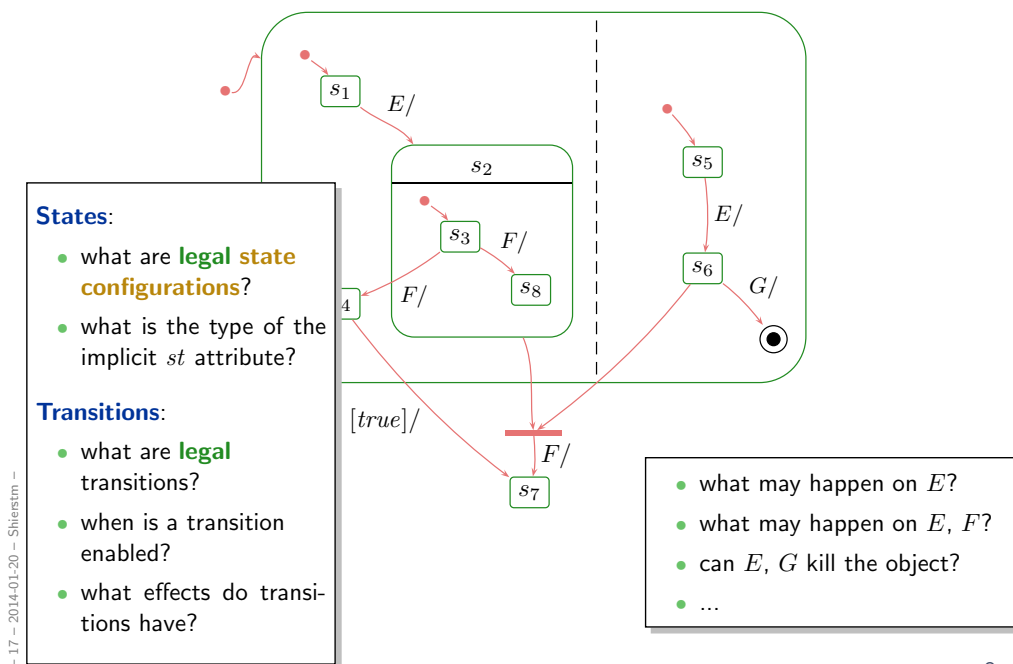 s1
E/
s2
s3
F/
s8
F/
4
s5
E/
s6
G/
[true]/
F/
s7
States:
• what are legal state
configurations?
• what is the type of the
implicit st attribute?
Transitions:
• what are legal
transitions?
• when is a transition
enabled?
• what effects do transi-
tions have?
• what may happen on E?
• what may happen on E, F?
• can E, G kill the object?
• ...
– 17 – 2014-01-20 – Shierstm –